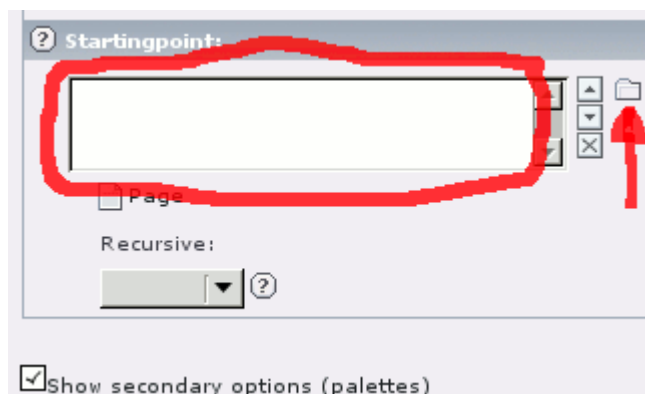 Startingpoint:
Page
Recursive:
Show secondary options (palettes)